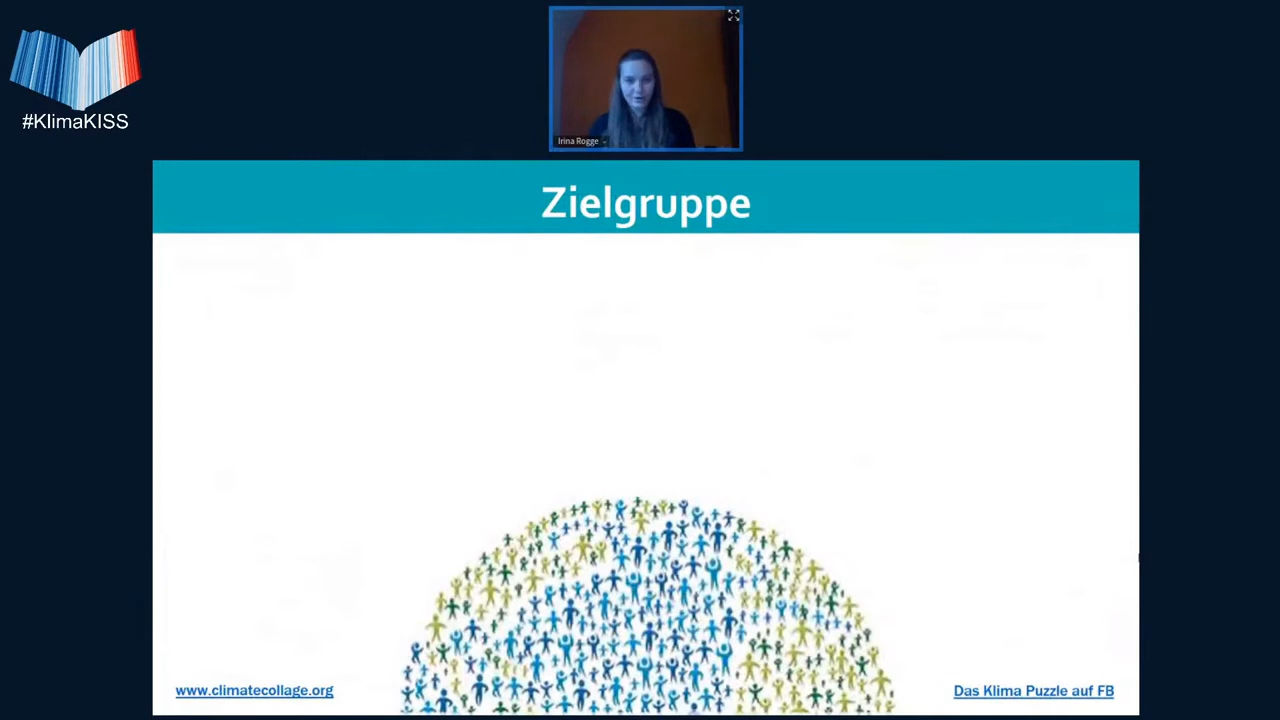 #KlimaKISS
Irina Rogge
Zielgruppe
www.climatecollage.org
Das Klima Puzzle auf FB